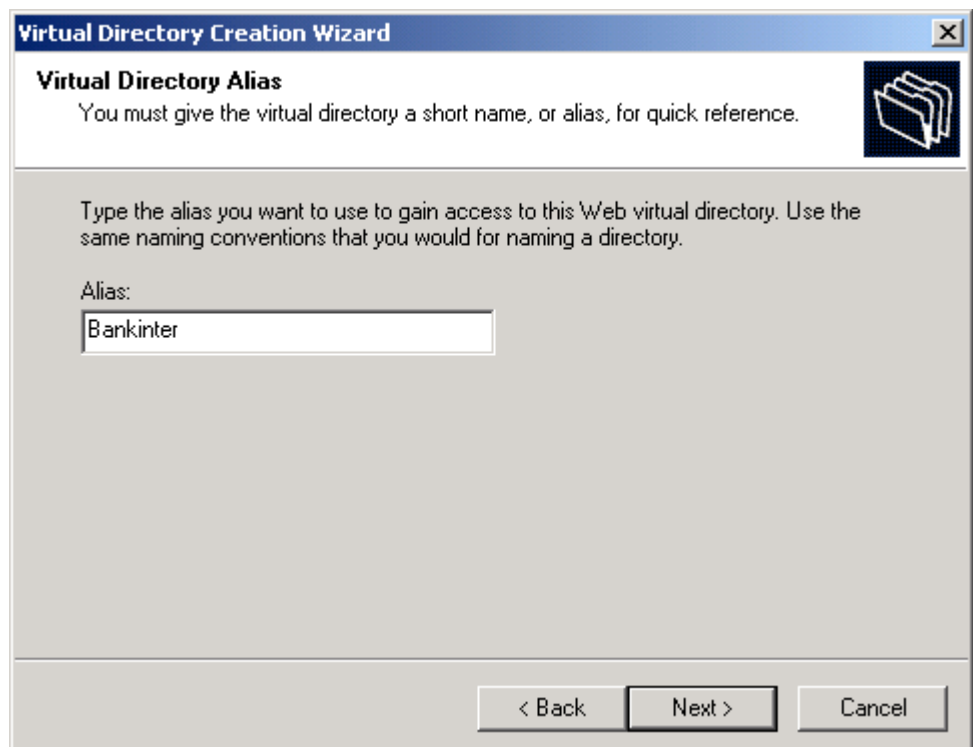 Virtual Directory Creation Wizard
Virtual Directory Alias
You must give the virtual directory a short name, or alias, for quick reference.
Type the alias you want to use to gain access to this Web virtual directory. Use the
same naming conventions that you would for naming a directory.
Alias:
Bankinter
< Back Next > Cancel